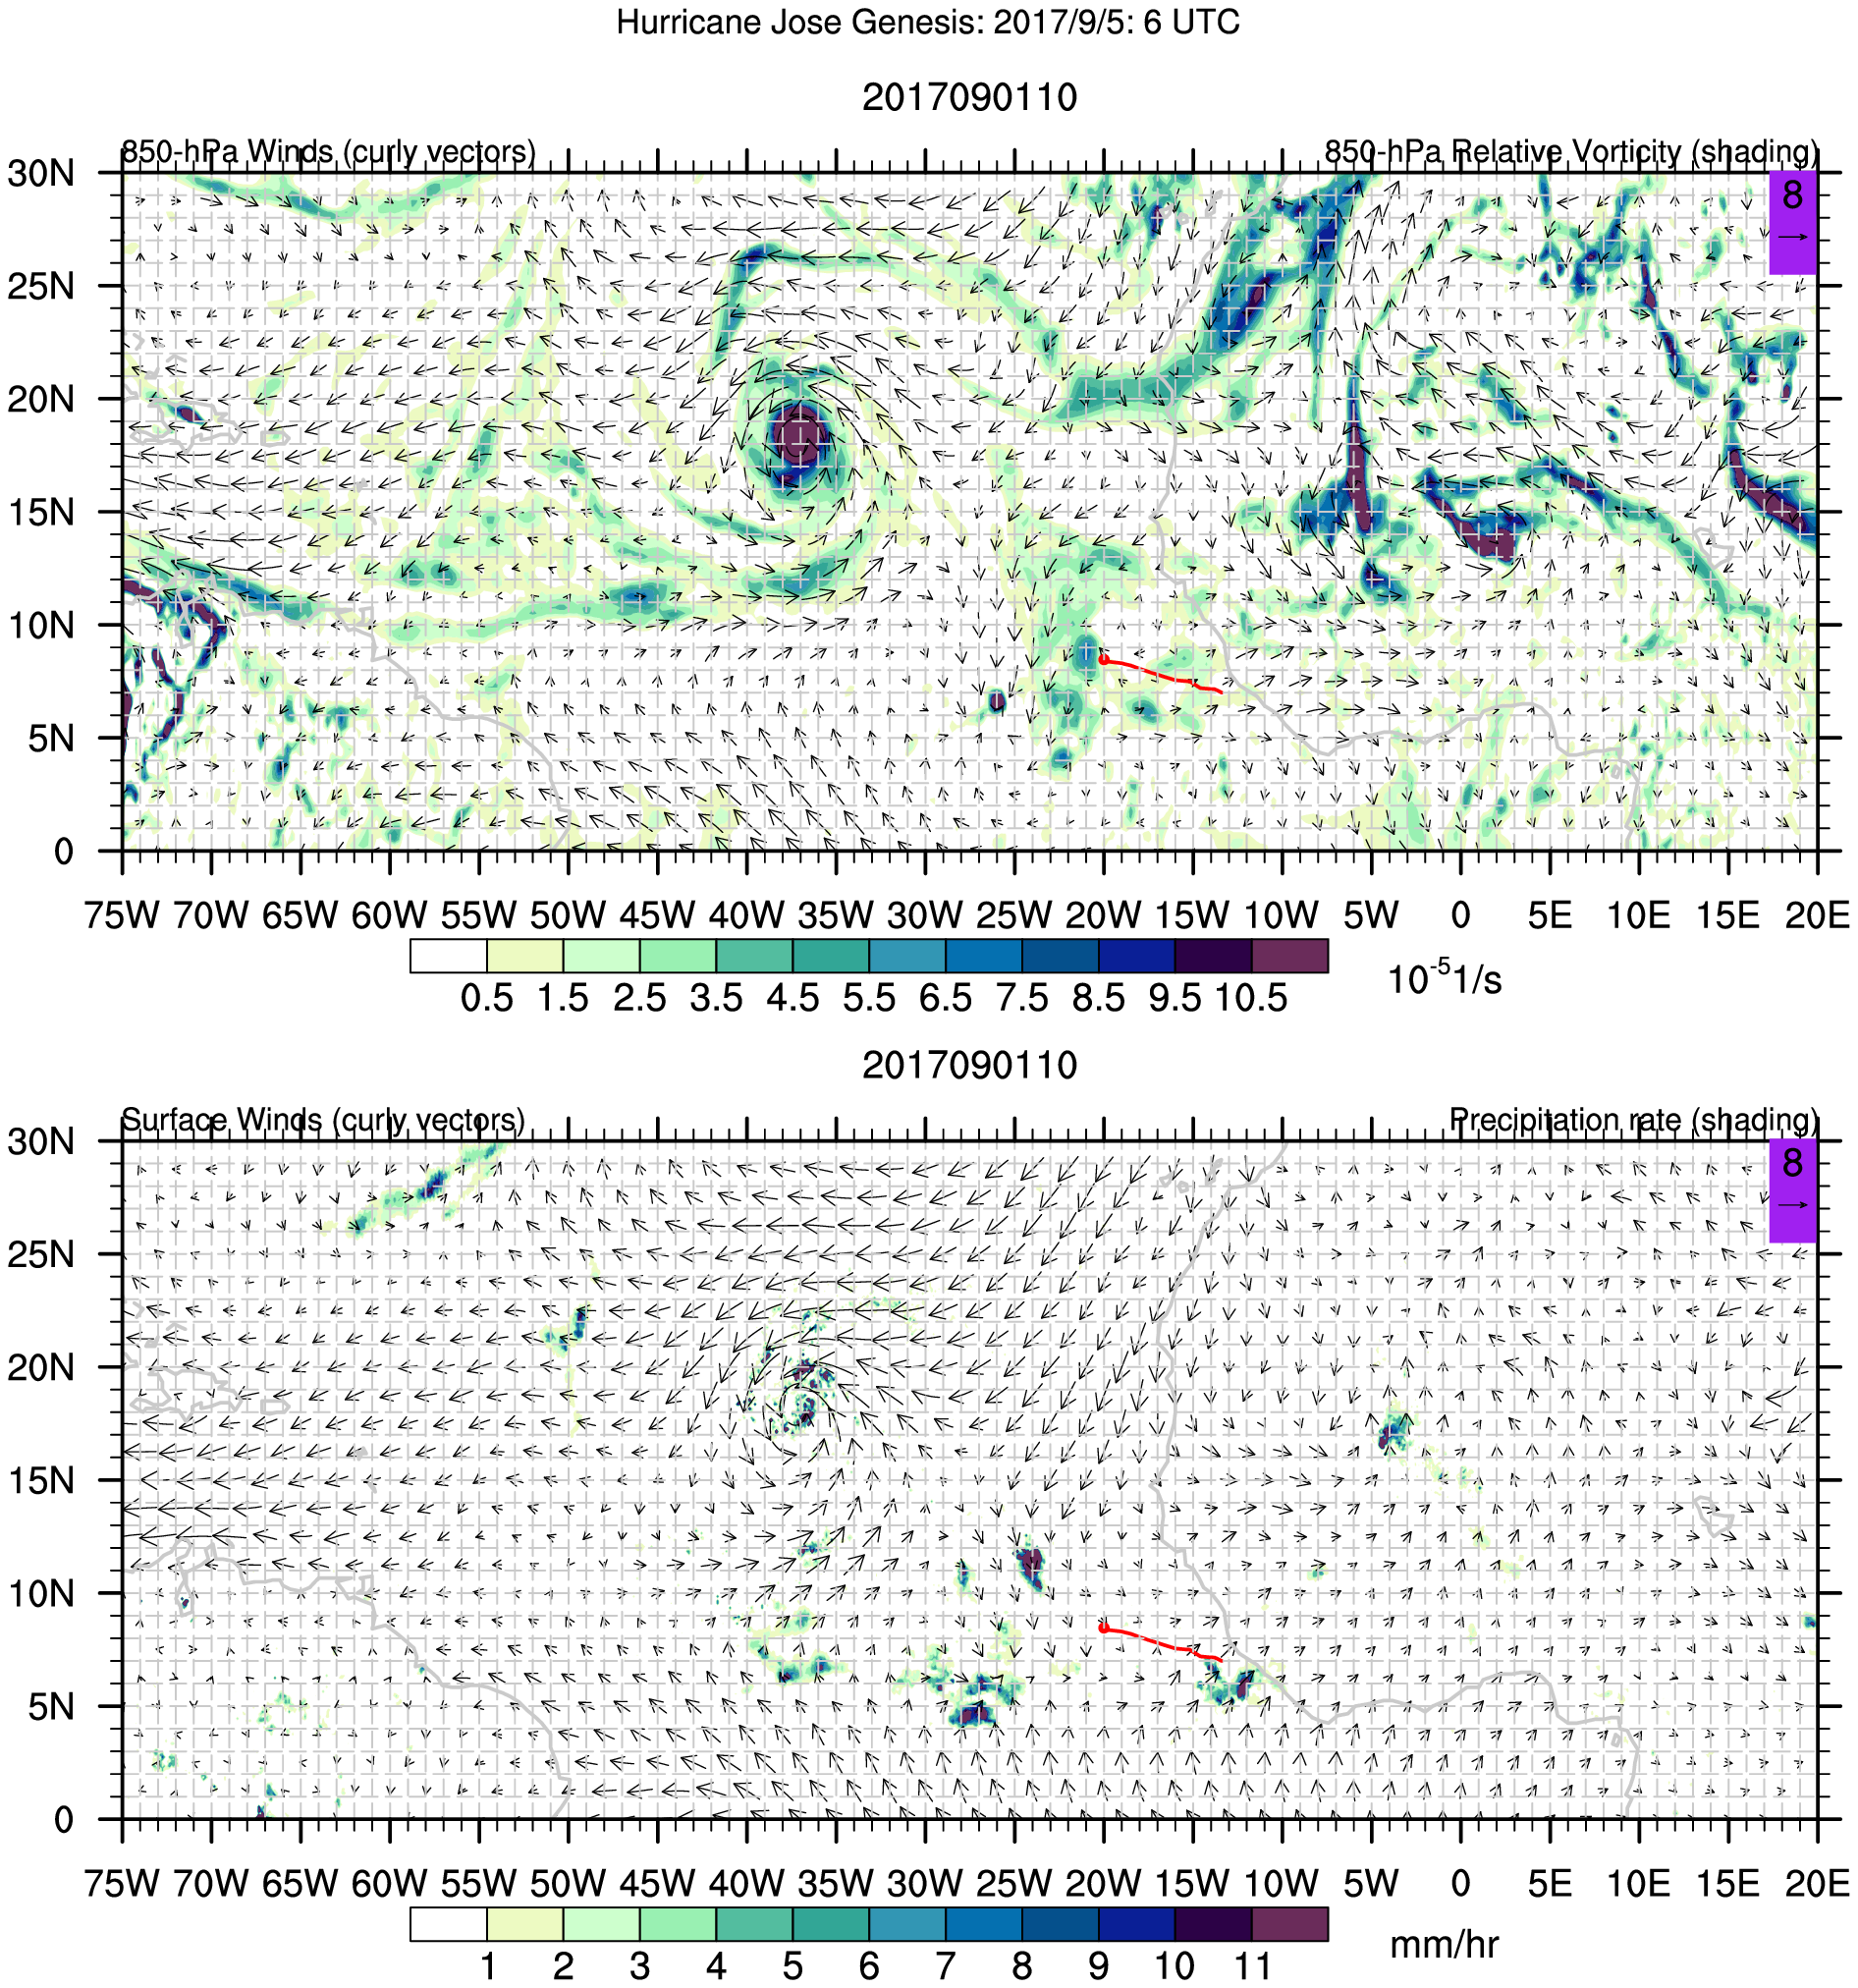 Hurricane Jose Genesis: 2017/9/5: 6 UTC
2017090110
850-hPa Winds (curly vectors) 850-hPa Relative Vorticity (shading)
8
30N
25N
20N
15N
10N
5N
0
75W 70W 65W 60W 55W 50W 45W 40W 35W 30W 25W 20W 15W 10W 5W 0 5E 10E 15E 20E
0.5 1.5 2.5 3.5 4.5 5.5 6.5 7.5 8.5 9.5 10.5
10-51/s
2017090110
Surface Winds (curly vectors) Precipitation rate (shading)
8
30N
25N
20N
15N
10N
5N
0
75W 70W 65W 60W 55W 50W 45W 40W 35W 30W 25W 20W 15W 10W 5W 0 5E 10E 15E 20E
1 2 3 4 5 6 7 8 9 10 11
mm/hr